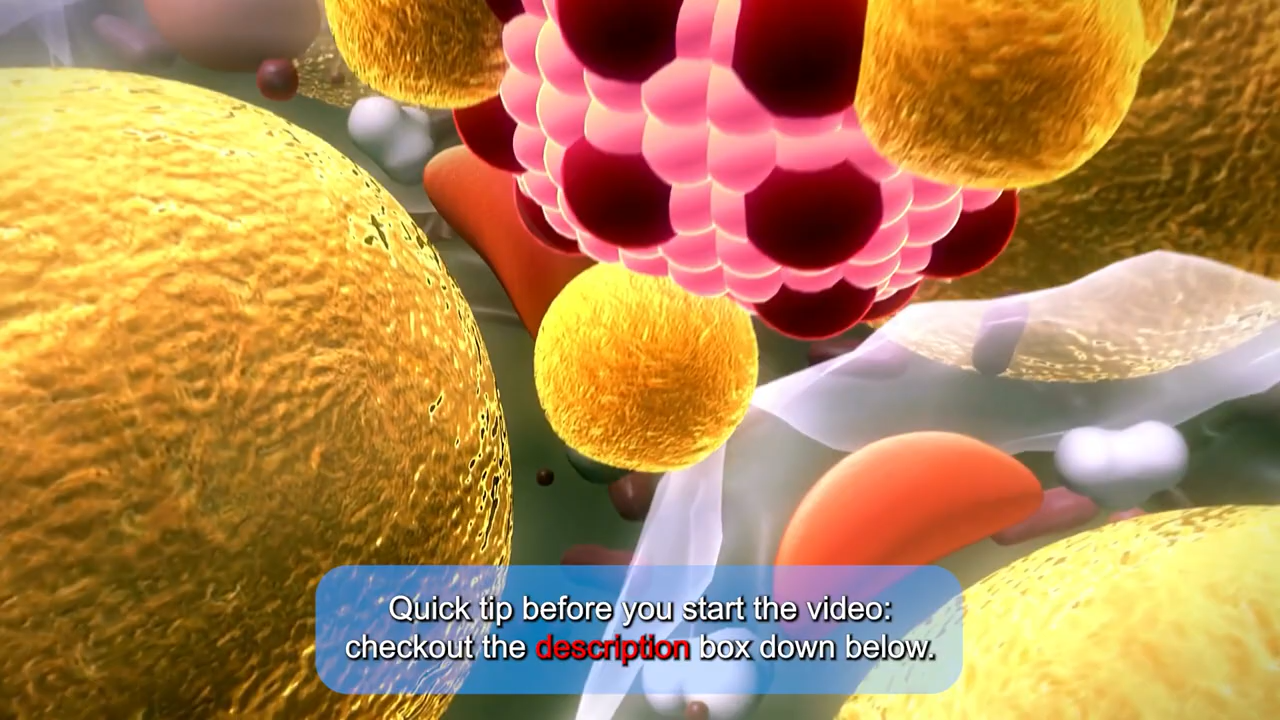 Quick tip before you start the video:
checkout the description box down below.